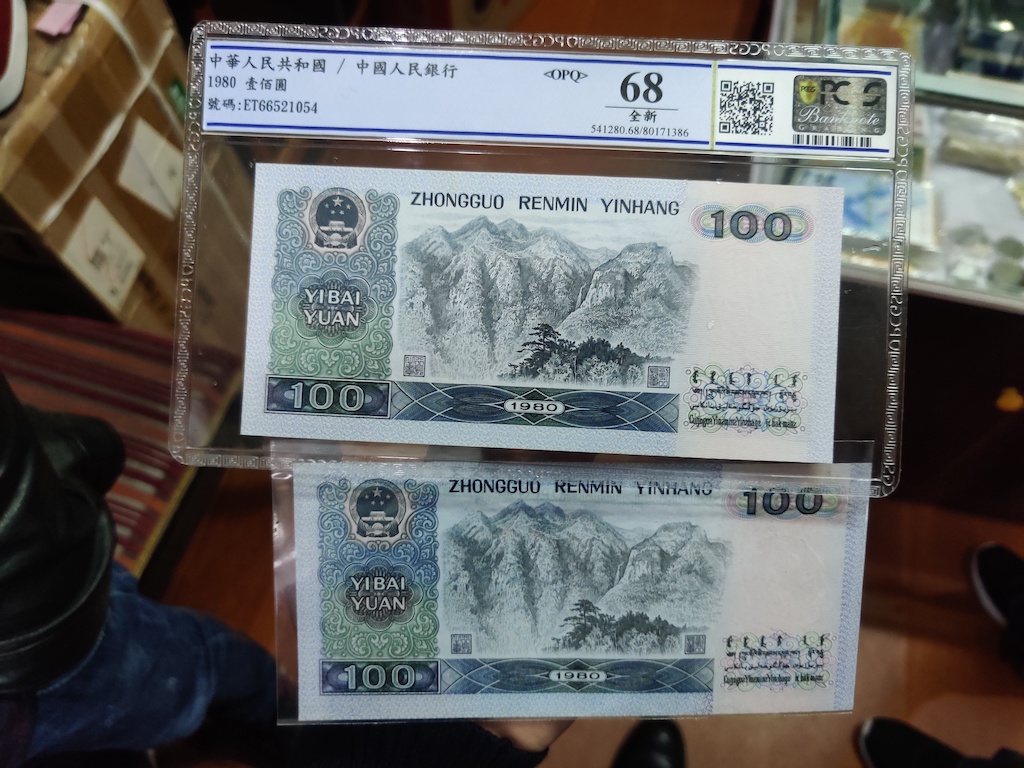 中華人民共和國 / 中國人民銀行
1980 壹佰圓
號碼:ET66521054
<OPQ>
68
全新
541280.68/80171386
PCGS
Banknote
GRADING
ZHONGGUO RENMIN YINHANG
100
YIBAI
YUAN
100
1980
ZHONGGUO RENMIN YINHANG
100
YIBAI
YUAN
100
1980